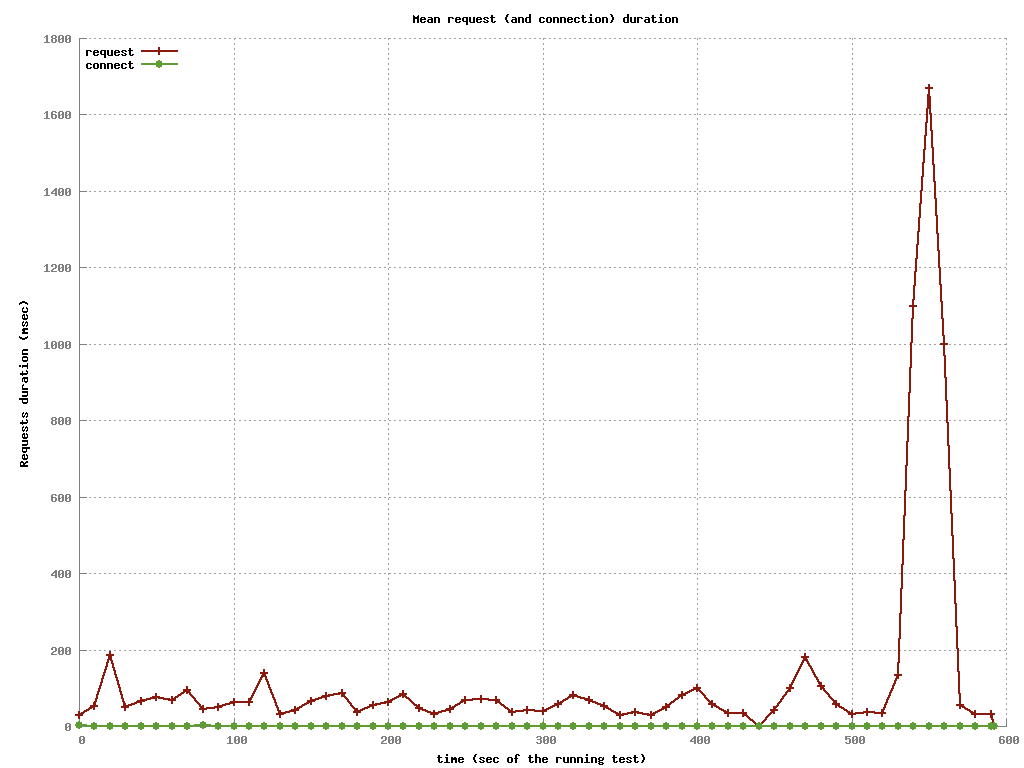 Mean request (and connection) duration
1800
request
connect
1600
1400
1200
1000
800
600
400
200
0
Requests duration (msec)
0 100 200 300 400 500 600
time (sec of the running test)